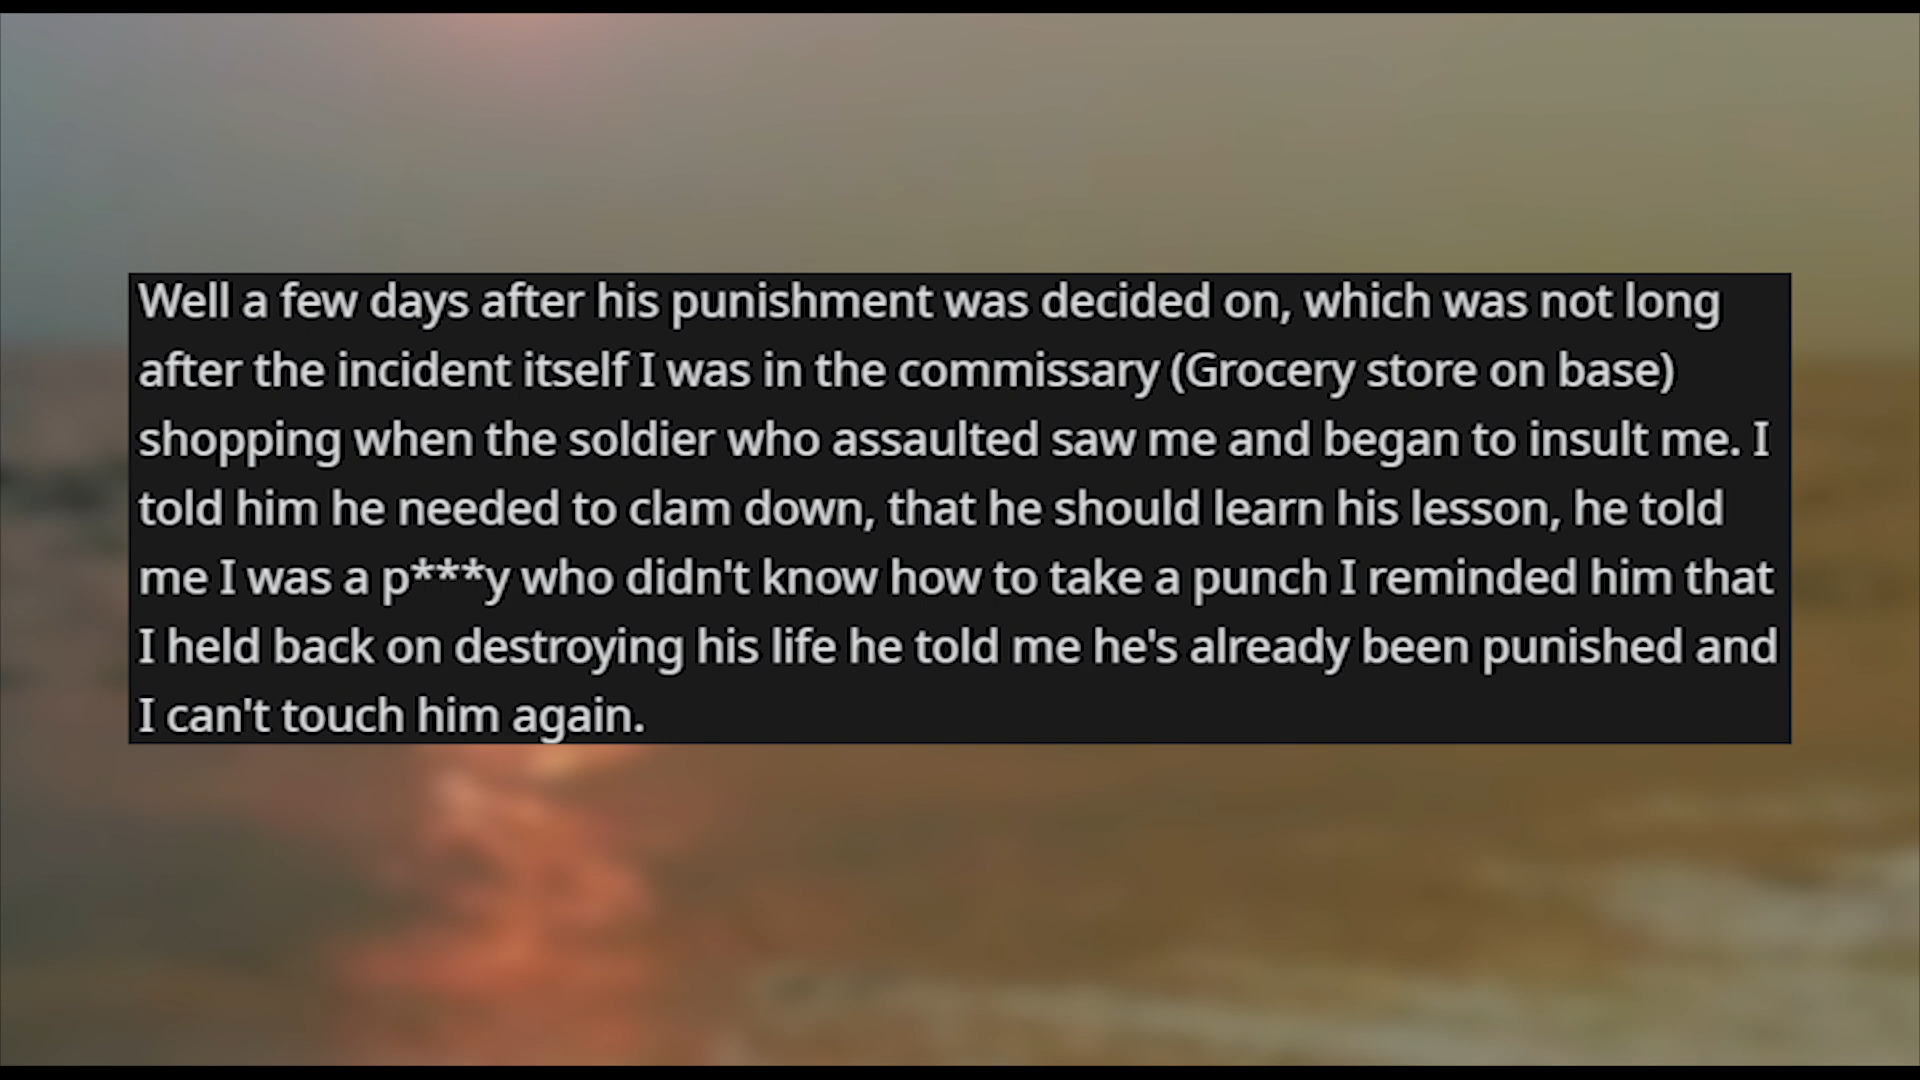 Well a few days after his punishment was decided on, which was not long
after the incident itself I was in the commissary (Grocery store on base)
shopping when the soldier who assaulted saw me and began to insult me. I
told him he needed to clam down, that he should learn his lesson, he told
me I was a p***y who didn't know how to take a punch I reminded him that
I held back on destroying his life he told me he's already been punished and
I can't touch him again.